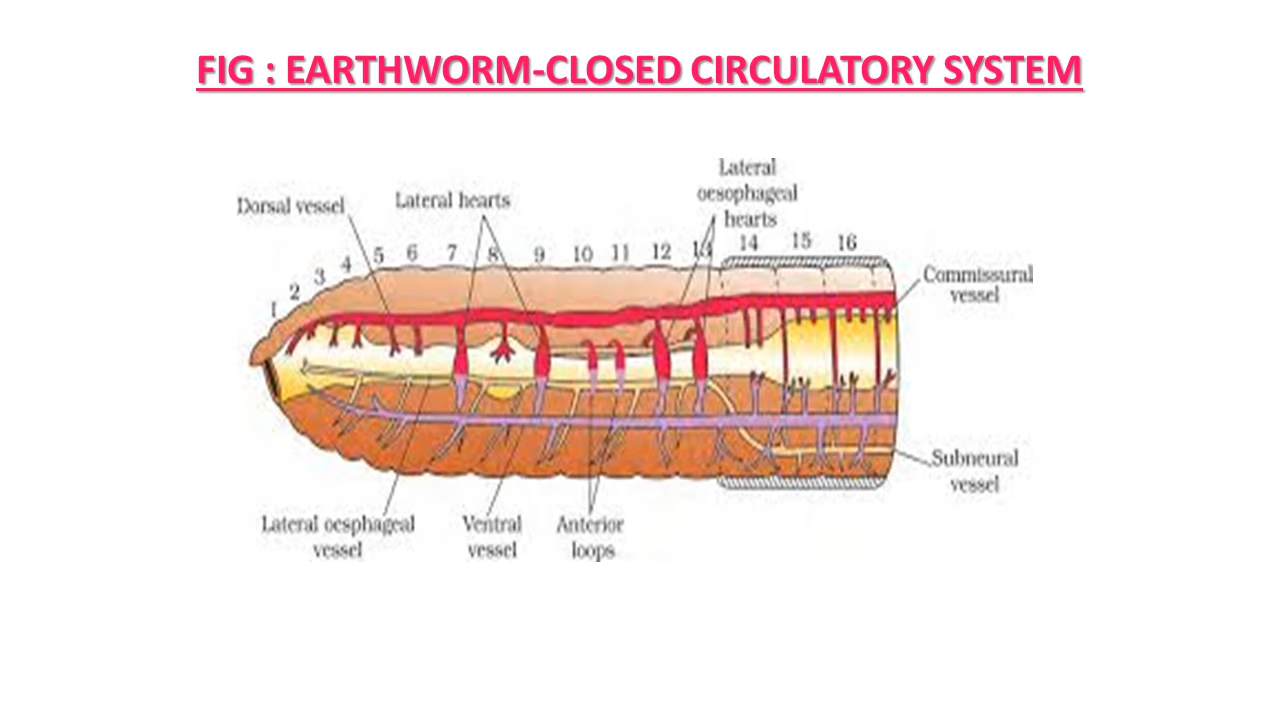 FIG : EARTHWORM-CLOSED CIRCULATORY SYSTEM
Lateral
oesophageal
hearts
Lateral hearts
Dorsal vessel
1 2 3 4 5 6 7 8 9 10 11 12 13 14 15 16
Commissural
vessel
Subneural
vessel
Lateral oesphageal
vessel
Ventral
vessel
Anterior
loops